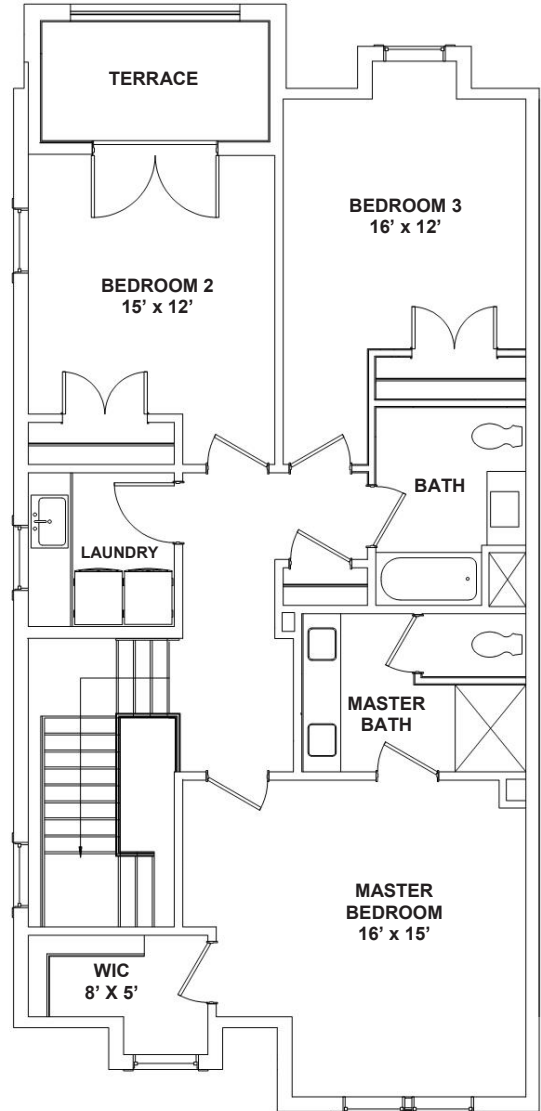 TERRACE
BEDROOM 3
16’ x 12’
BEDROOM 2
15’ x 12’
BATH
LAUNDRY
MASTER
BATH
MASTER
BEDROOM
16’ x 15’
WIC
8’ X 5’